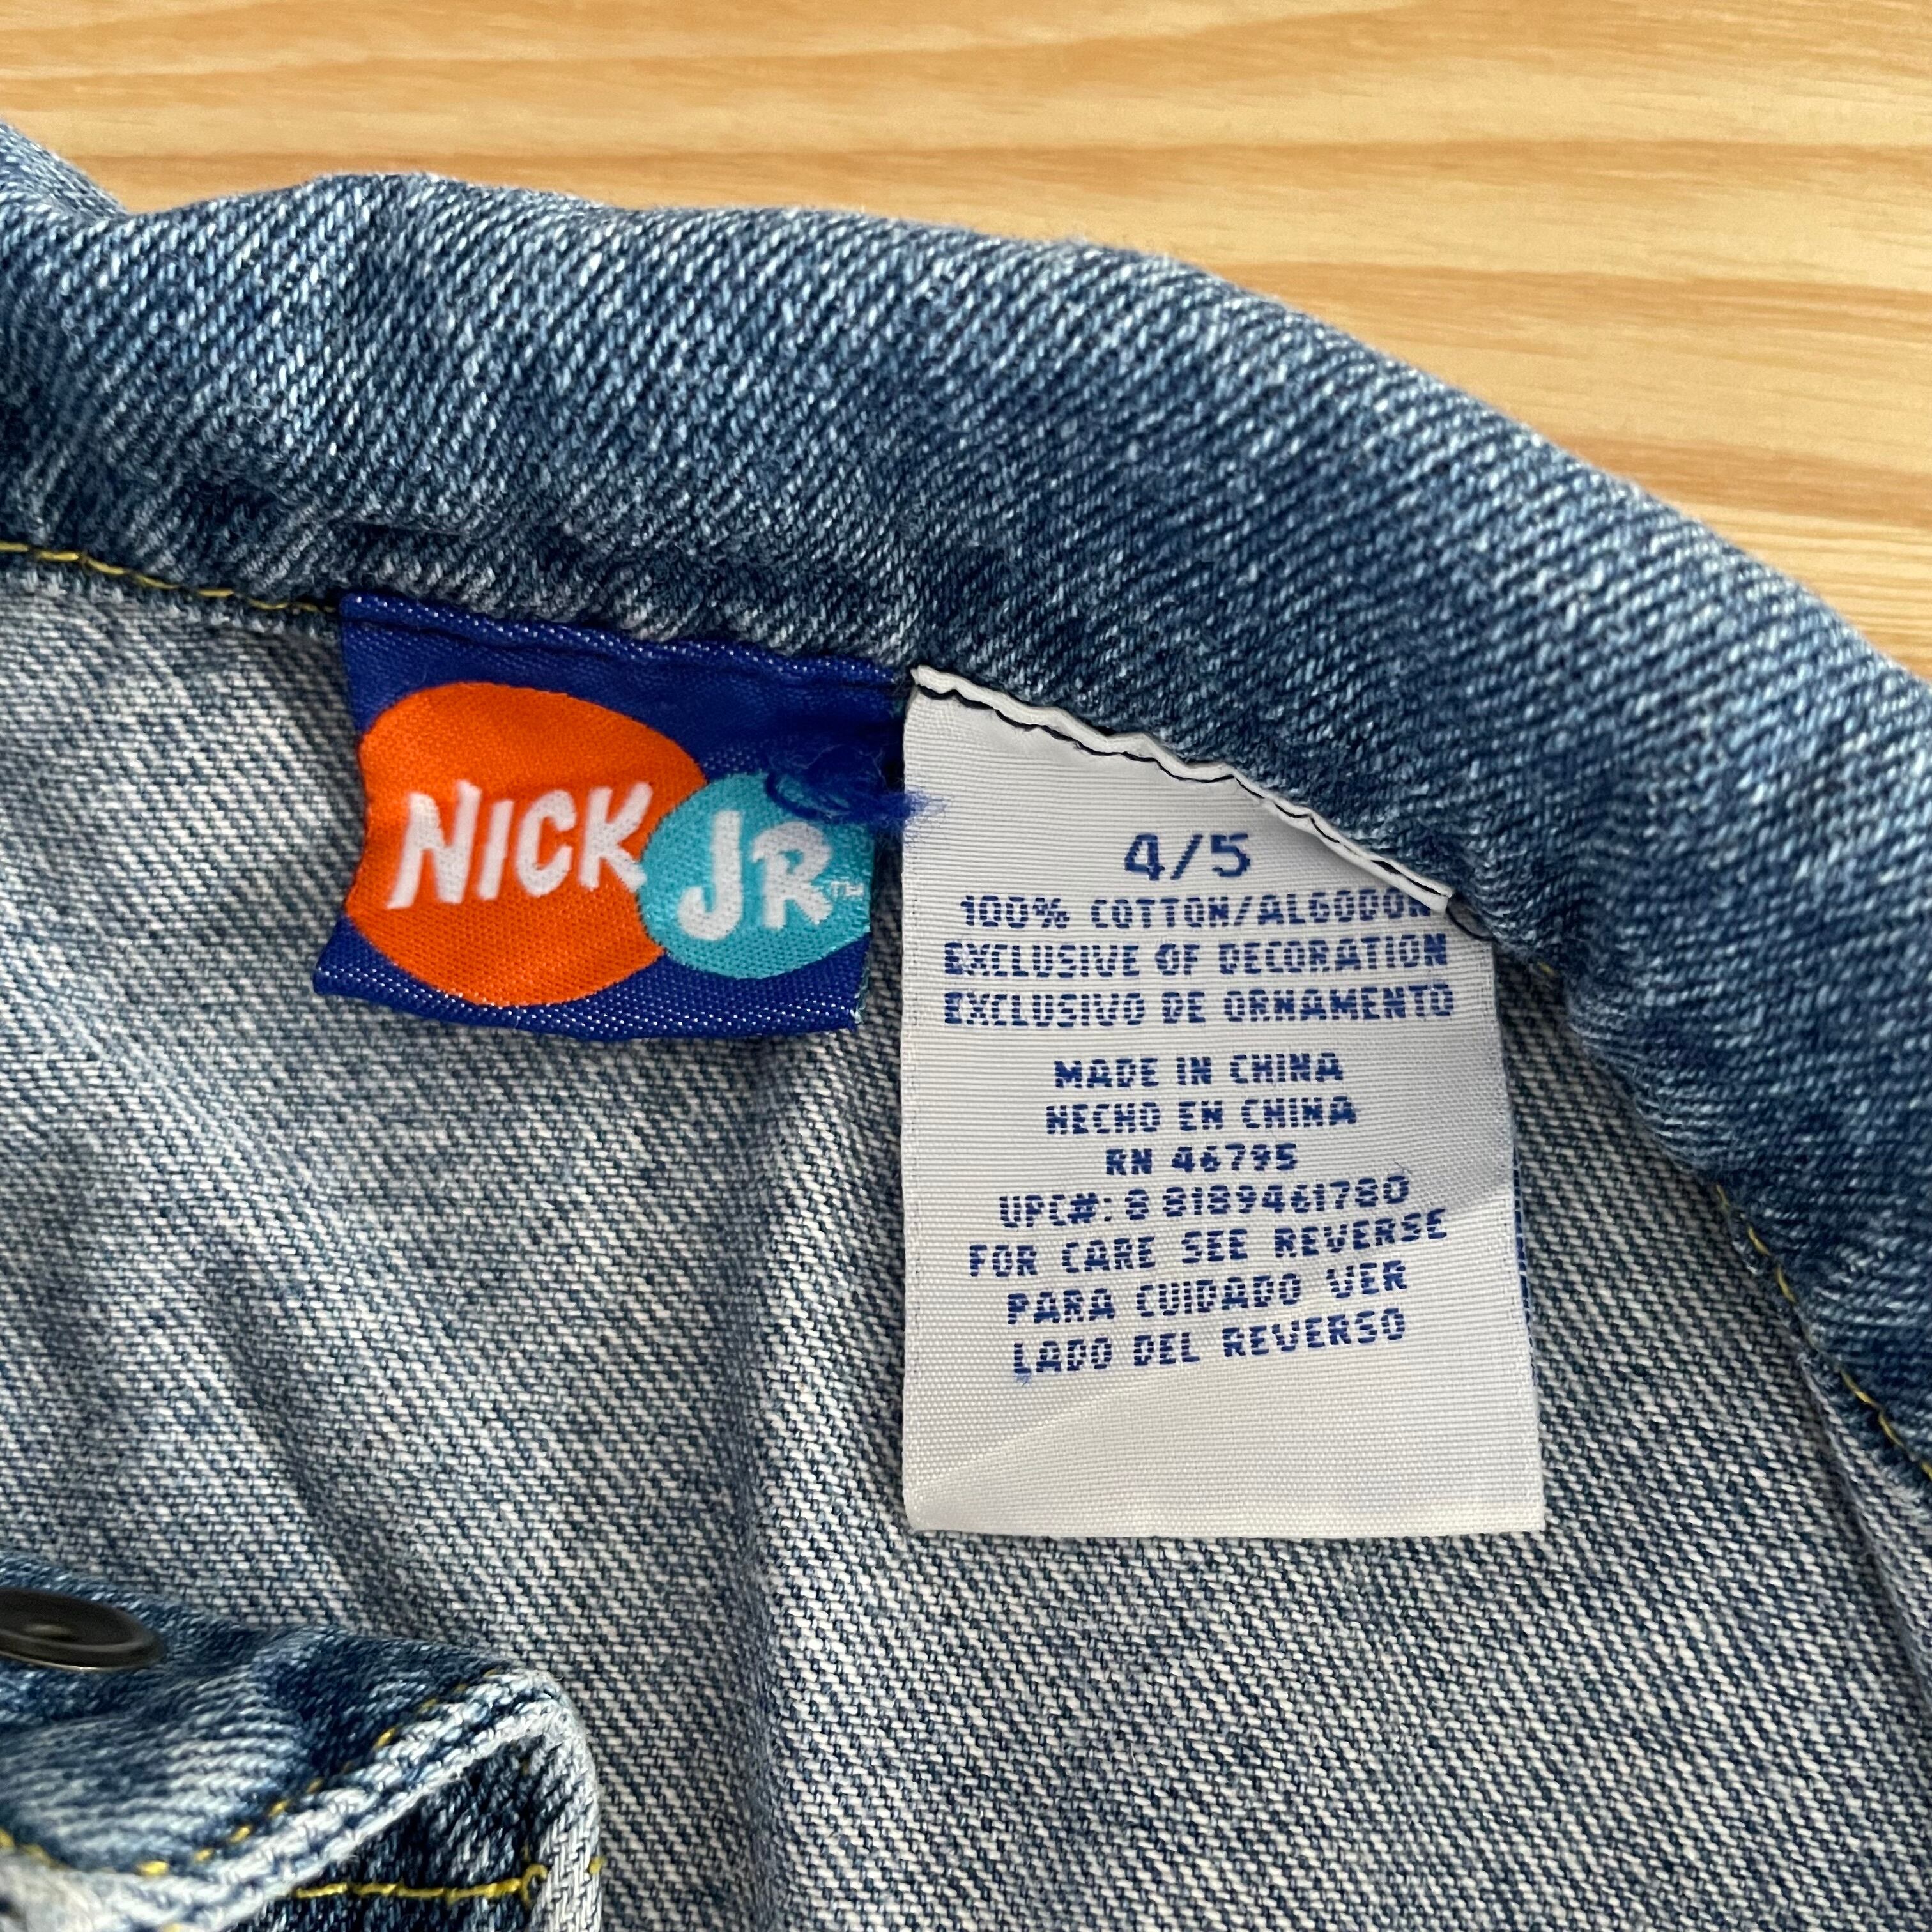 NICK JR™
4/5
100% COTTON/ALGODON
EXCLUSIVE OF DECORATION
EXCLUSIVO DE ORNAMENTO
MADE IN CHINA
HECHO EN CHINA
RN 46795
UPC#: 8 8189461780
FOR CARE SEE REVERSE
PARA CUIDADO VER
LADO DEL REVERSO